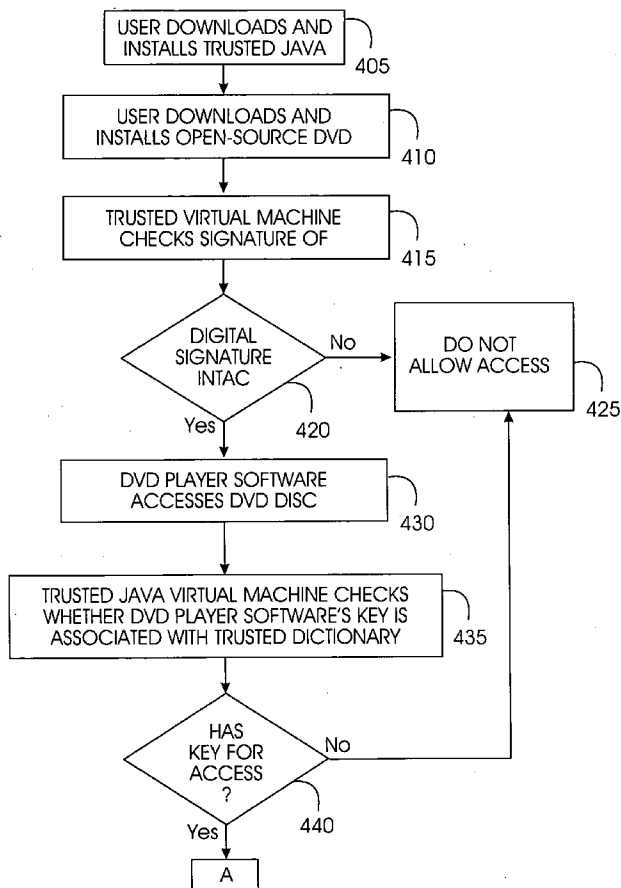 USER DOWNLOADS AND
INSTALLS TRUSTED JAVA
405
USER DOWNLOADS AND
INSTALLS OPEN-SOURCE DVD
410
TRUSTED VIRTUAL MACHINE
CHECKS SIGNATURE OF
415
DIGITAL
SIGNATURE
INTAC
420
No
DO NOT
ALLOW ACCESS
425
Yes
DVD PLAYER SOFTWARE
ACCESSES DVD DISC
430
TRUSTED JAVA VIRTUAL MACHINE CHECKS
WHETHER DVD PLAYER SOFTWARE'S KEY IS
ASSOCIATED WITH TRUSTED DICTIONARY
435
HAS
KEY FOR
ACCESS
?
440
No
Yes
A